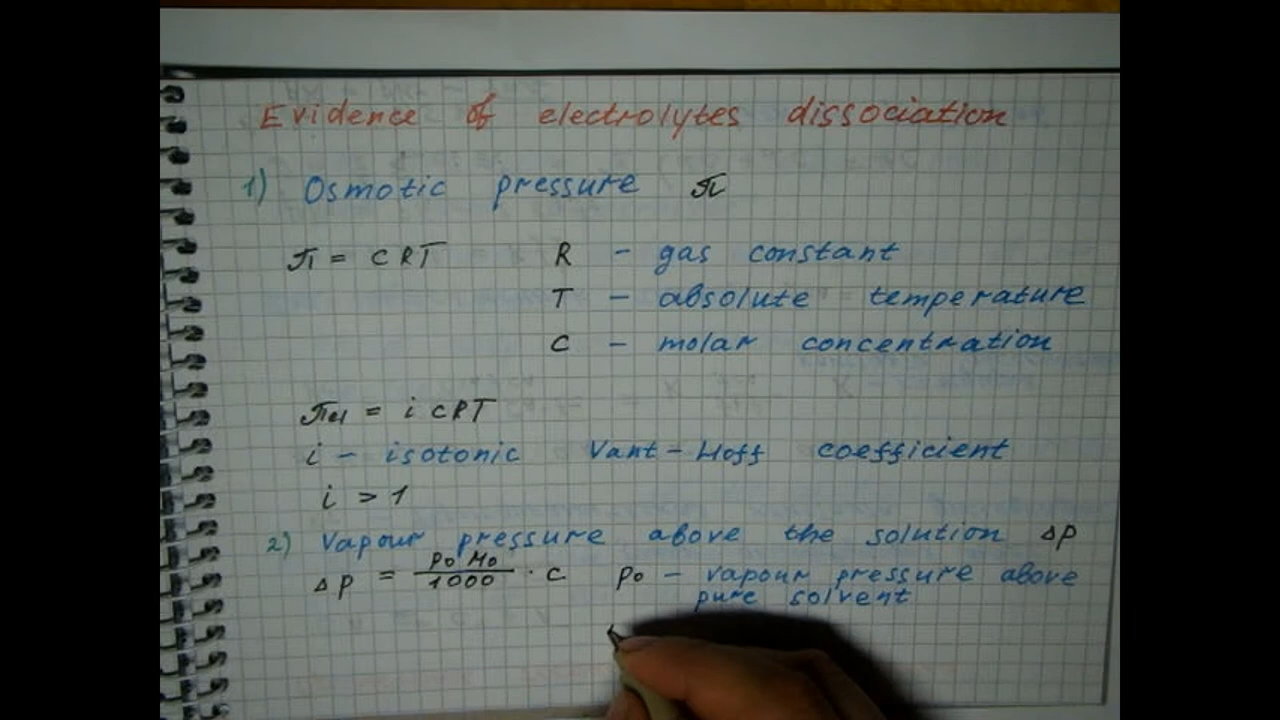 Evidence of electrolytes dissociation
1) Osmotic pressure π
π = CRT R - gas constant
T - absolute temperature
C - molar concentration
πel = i CRT
i - isotonic Vant-Hoff coefficient
i > 1
2) Vapour pressure above the solution ΔP
ΔP = P0 M0 / 1000 · C P0 - vapour pressure above
pure solvent